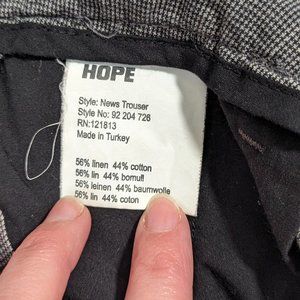 HOPE
Style: News Trouser
Style No: 92 204 726
RN:121813
Made in Turkey
56% linen 44% cotton
56% lin 44% bomull
56% leinen 44% baumwolle
56% lin 44% coton